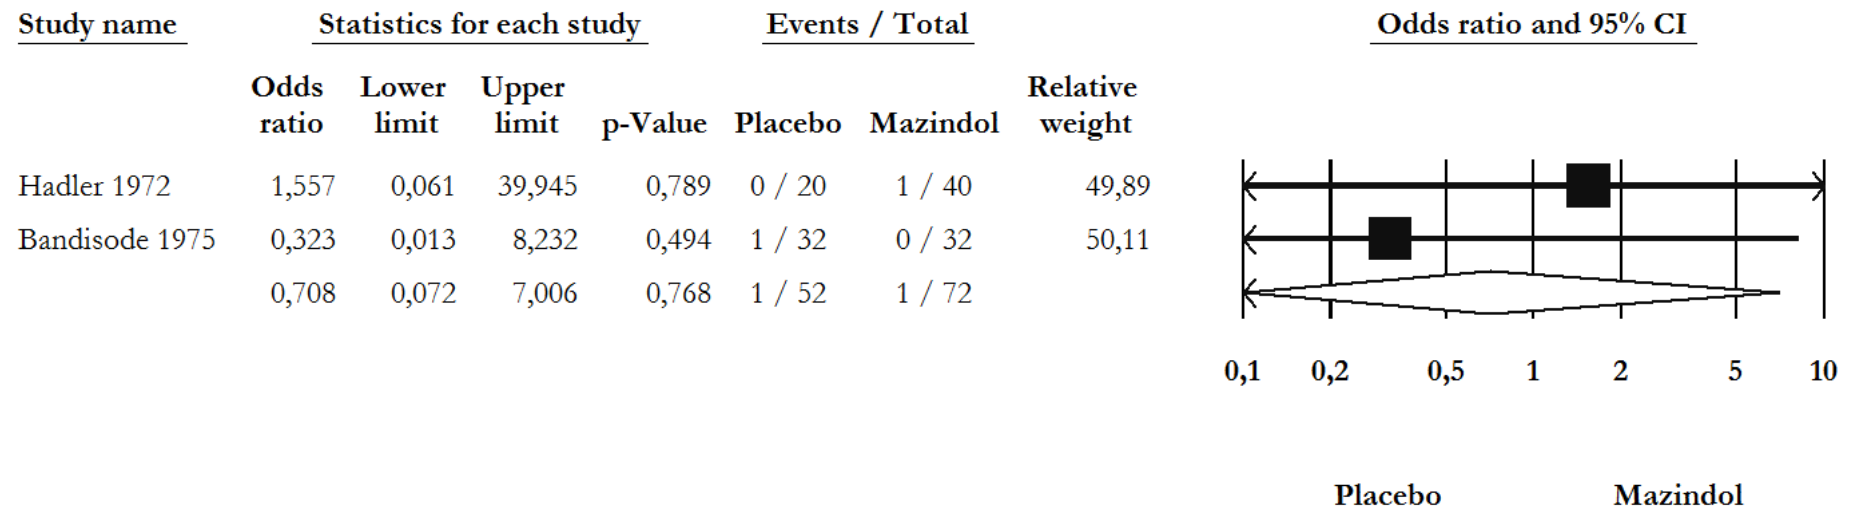 Study name Statistics for each study Events / Total Odds ratio and 95% CI
Odds Lower Upper Relative
ratio limit limit p-Value Placebo Mazindol weight
Hadler 1972 1,557 0,061 39,945 0,789 0 / 20 1 / 40 49,89
Bandisode 1975 0,323 0,013 8,232 0,494 1 / 32 0 / 32 50,11
0,708 0,072 7,006 0,768 1 / 52 1 / 72
0,1 0,2 0,5 1 2 5 10
Placebo Mazindol